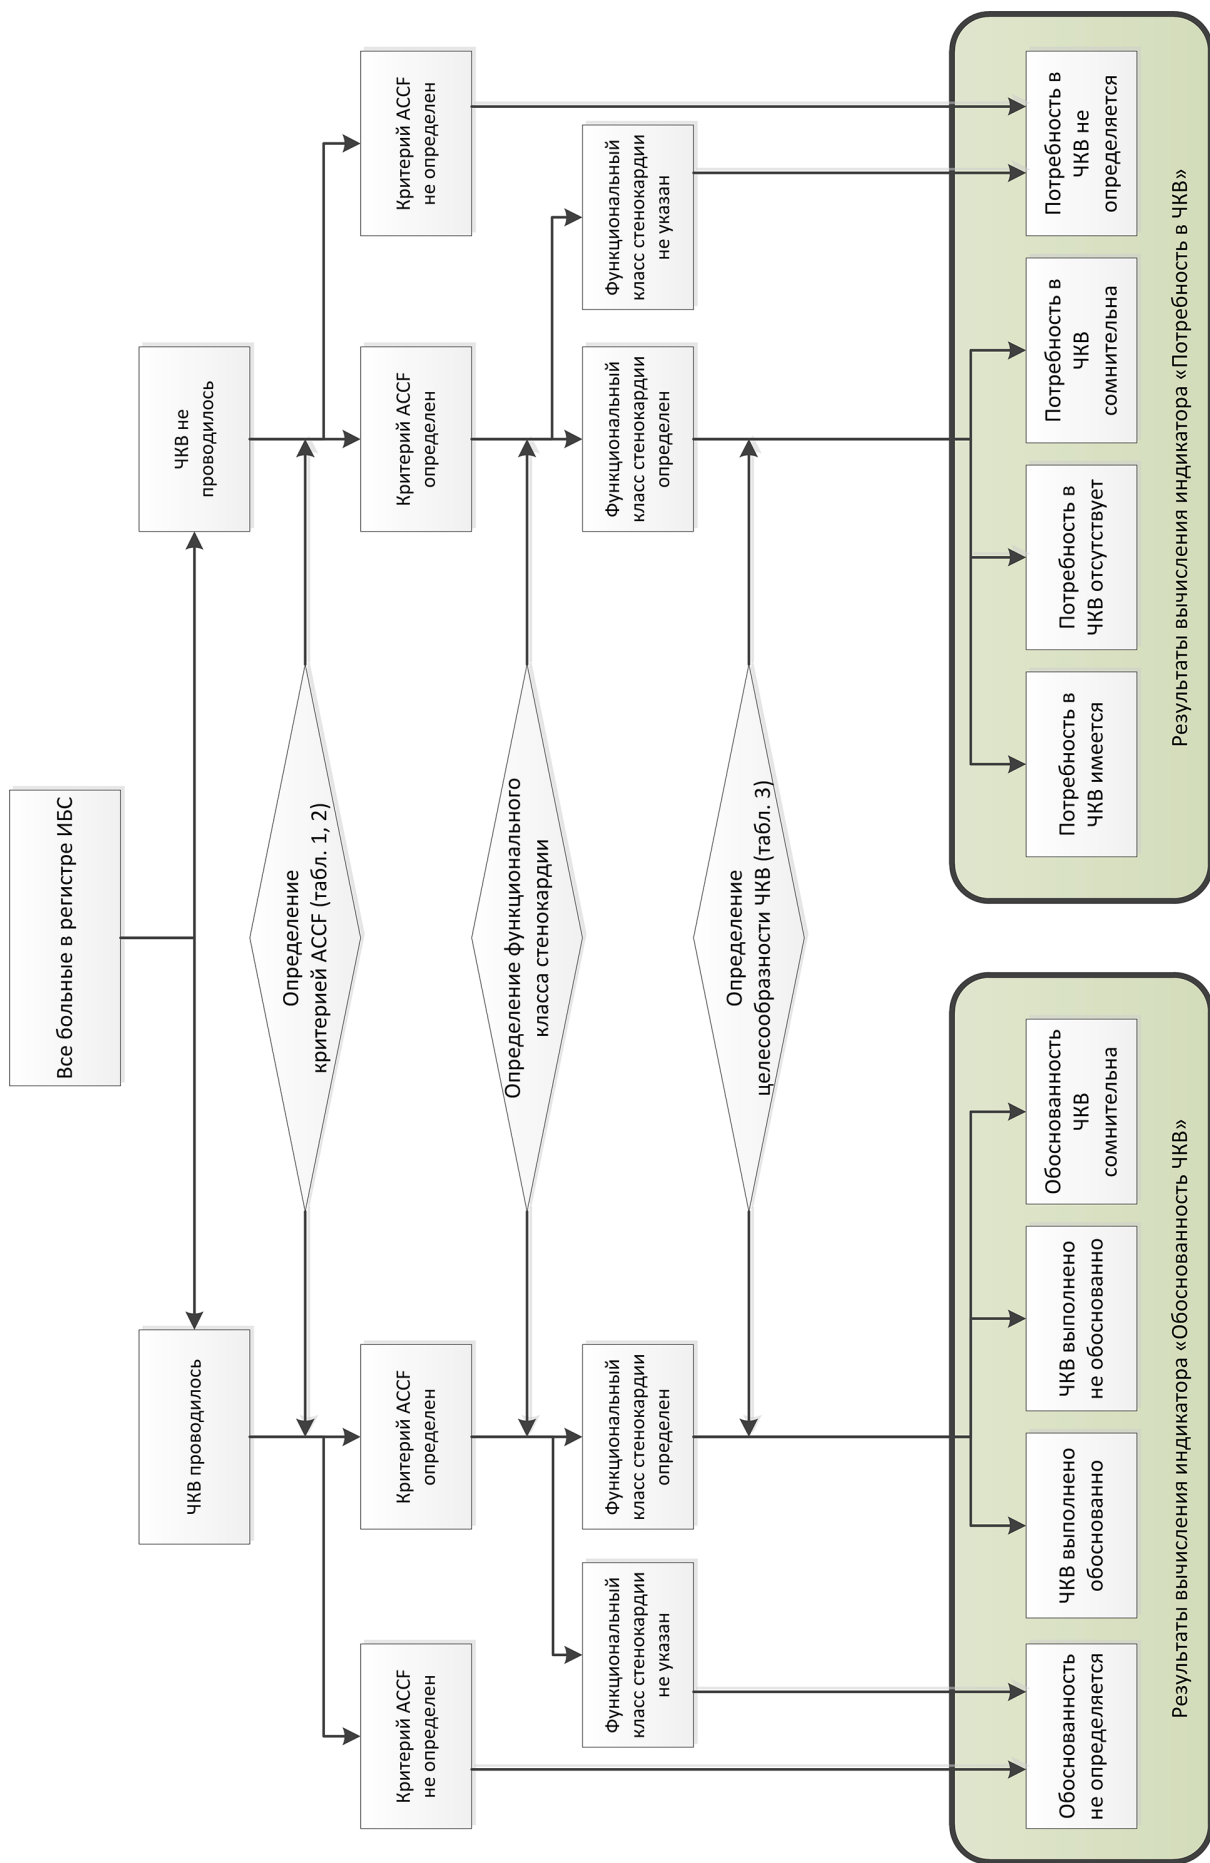 Все больные в регистре ИБС
ЧКВ проводилось
ЧКВ не
проводилось
Определение
критерией ACCF (табл. 1, 2)
Критерий ACCF
не определен
Критерий ACCF
определен
Критерий ACCF
определен
Критерий ACCF
не определен
Определение функционального
класса стенокардии
Функциональный
класс стенокардии
не указан
Функциональный
класс стенокардии
определен
Функциональный
класс стенокардии
определен
Функциональный
класс стенокардии
не указан
Определение
целесообразности ЧКВ (табл. 3)
Обоснованность
не определяется
ЧКВ выполнено
обоснованно
ЧКВ выполнено
не обоснованно
Обоснованность
ЧКВ
сомнительна
Результаты вычисления индикатора «Обоснованность ЧКВ»
Потребность в
ЧКВ имеется
Потребность в
ЧКВ отсутствует
Потребность в
ЧКВ
сомнительна
Потребность в
ЧКВ не
определяется
Результаты вычисления индикатора «Потребность в ЧКВ»